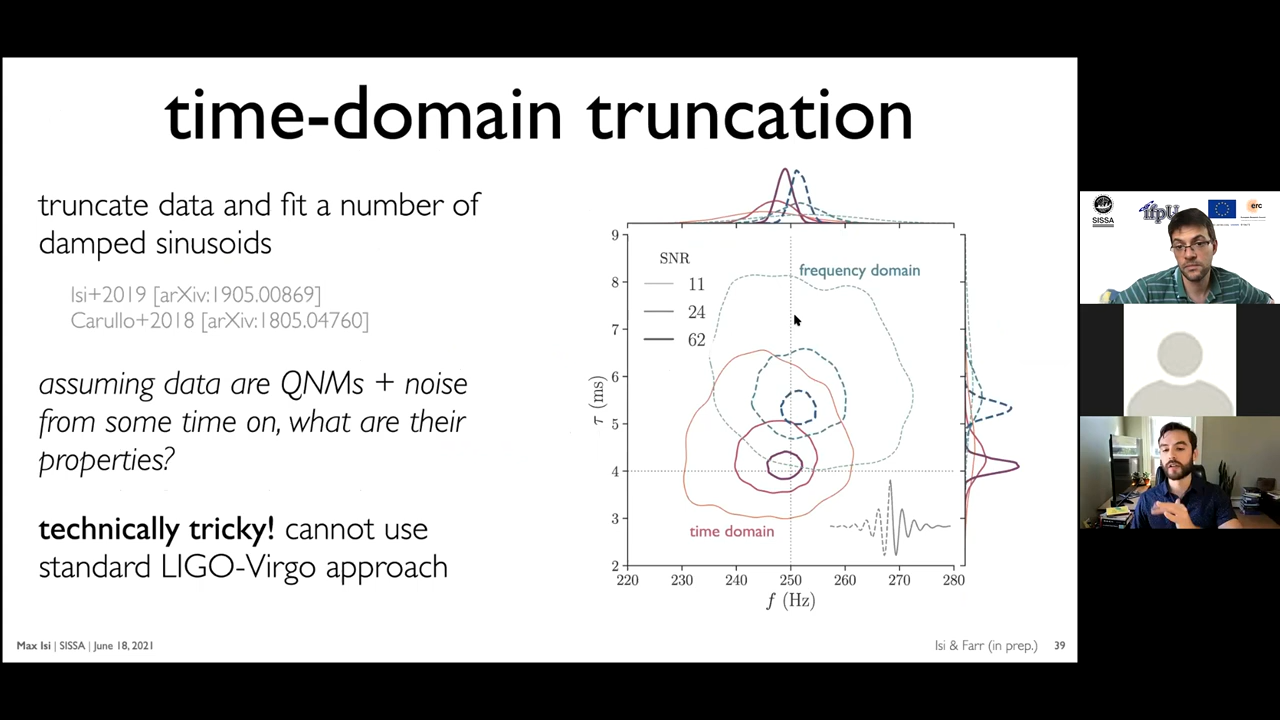 time-domain truncation
truncate data and fit a number of
damped sinusoids
Isi+2019 [arXiv:1905.00869]
Carullo+2018 [arXiv:1805.04760]
assuming data are QNMs + noise
from some time on, what are their
properties?
technically tricky! cannot use
standard LIGO-Virgo approach
SNR
11
24
62
frequency domain
time domain
τ (ms)
9
8
7
6
5
4
3
2
220 230 240 250 260 270 280
f (Hz)
Max Isi | SISSA | June 18, 2021
Isi & Farr (in prep.) 39
SISSA
ifpu
erc